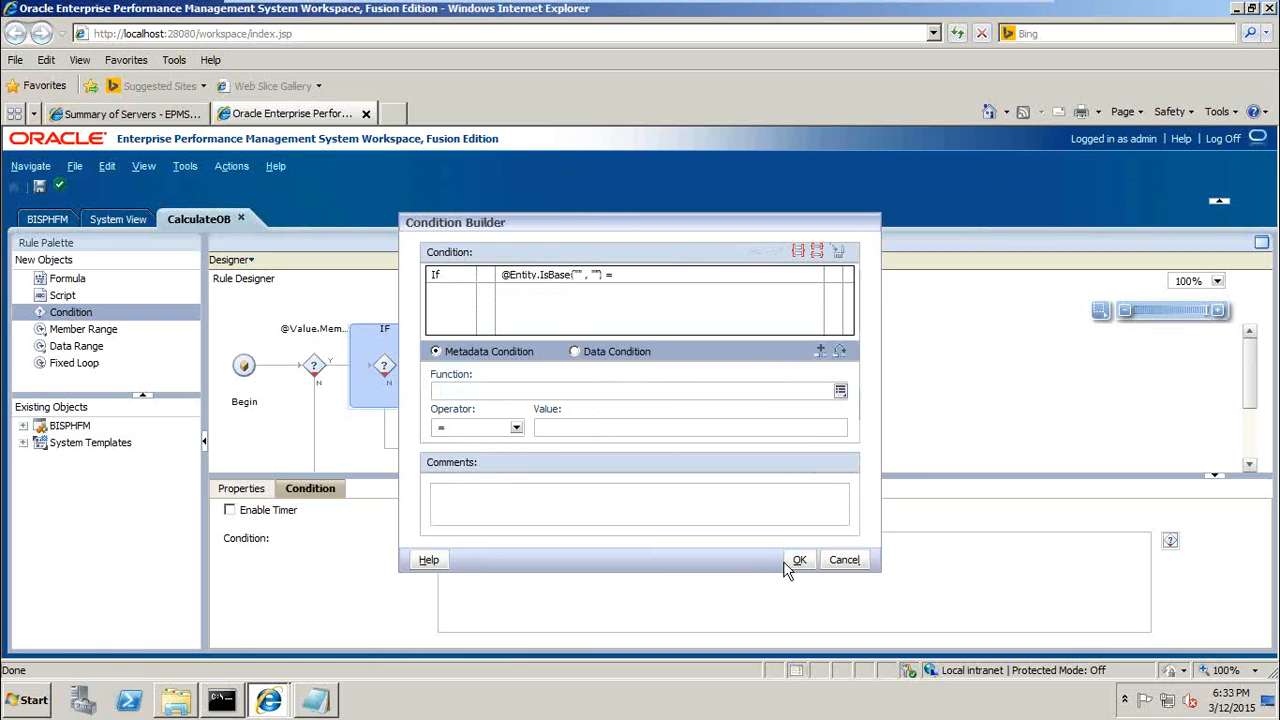 Oracle Enterprise Performance Management System Workspace, Fusion Edition - Windows Internet Explorer
http://localhost:28080/workspace/index.jsp
Bing
File Edit View Favorites Tools Help
Favorites Suggested Sites Web Slice Gallery
Summary of Servers - EPMS... Oracle Enterprise Perfor... Page Safety Tools
ORACLE Enterprise Performance Management System Workspace, Fusion Edition Logged in as admin Help Log Off
Navigate File Edit View Tools Actions Help
BISPHFM System View CalculateOB
Rule Palette
New Objects
Formula
Script
Condition
Member Range
Data Range
Fixed Loop
Existing Objects
BISPHFM
System Templates
Designer
Rule Designer
100%
@Value.Mem... IF
Y
N N
Begin
Properties Condition
Enable Timer
Condition:
Condition Builder
Condition:
If @Entity.IsBase("" , "") =
Metadata Condition Data Condition
Function:
Operator: Value:
=
Comments:
Help OK Cancel
Done Local intranet | Protected Mode: Off 100%
Start 6:33 PM
3/12/2015